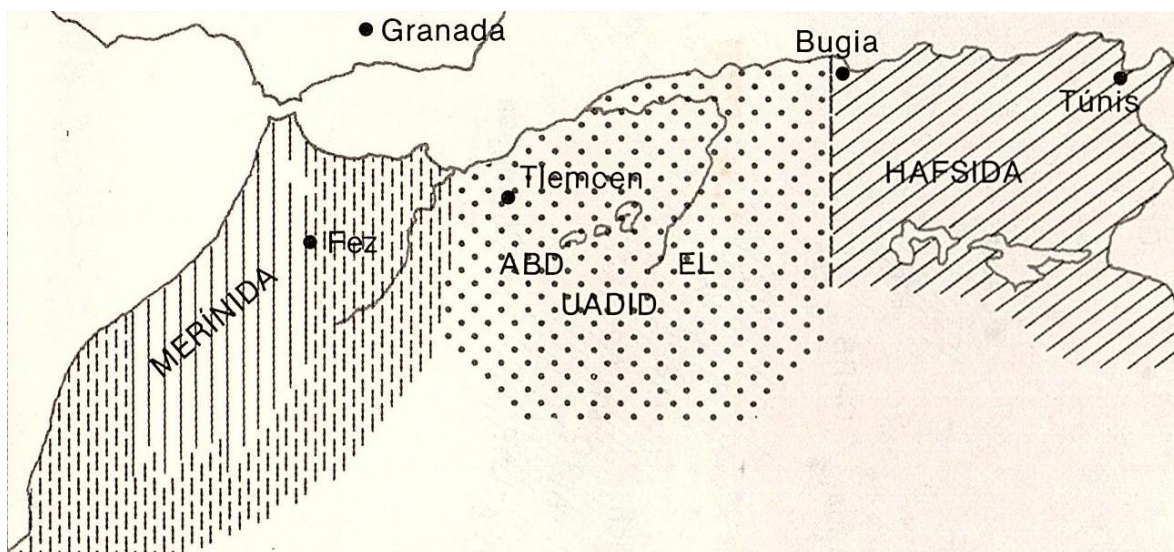 Granada
Bugia
Túnis
Tlemcen
HAFSIDA
Fez
ABD EL
UADID
MERÍNIDA